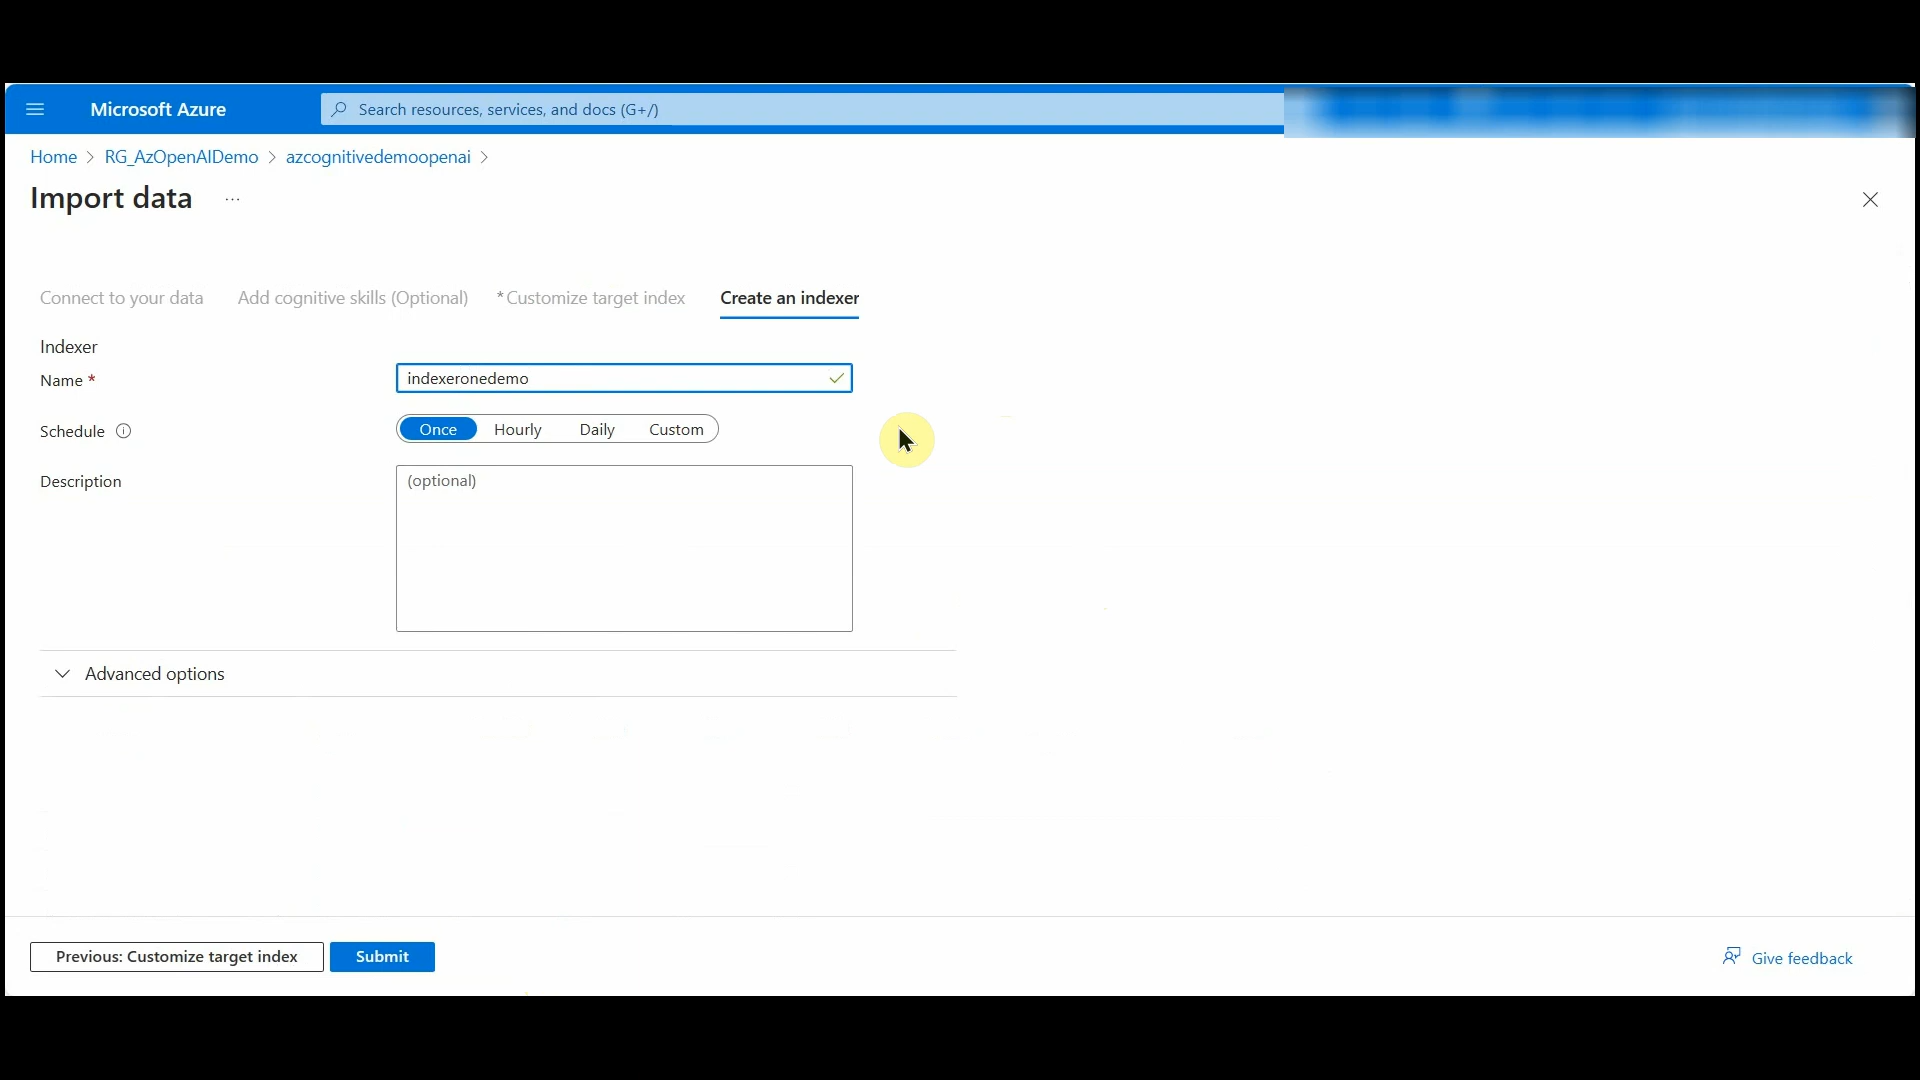 Microsoft Azure
Search resources, services, and docs (G+/)
Home > RG_AzOpenAIDemo > azcognitivedemoopenai >
Import data ...
Connect to your data Add cognitive skills (Optional) * Customize target index Create an indexer
Indexer
Name * indexeronedemo
Schedule Once Hourly Daily Custom
Description (optional)
Advanced options
Previous: Customize target index Submit Give feedback